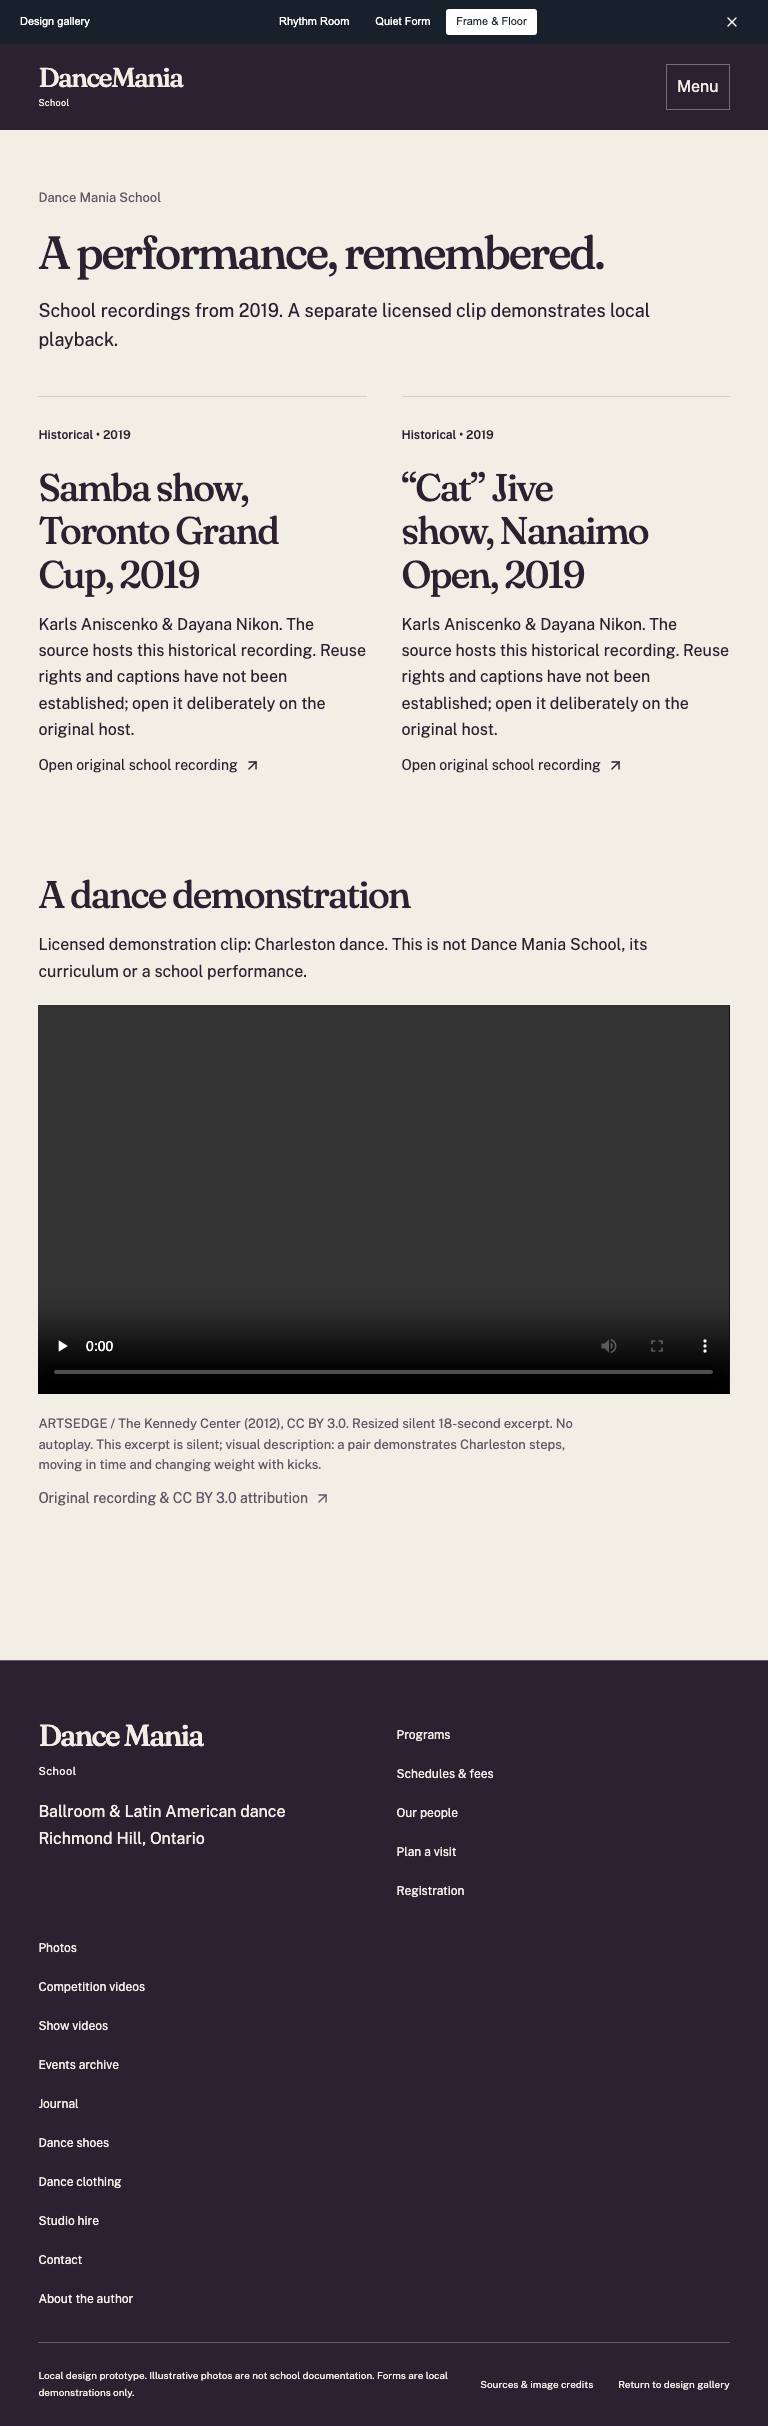 Design gallery
Rhythm Room
Quiet Form
Frame & Floor
DanceMania
School
Menu
Dance Mania School
A performance, remembered.
School recordings from 2019. A separate licensed clip demonstrates local
playback.
Historical • 2019
Samba show,
Toronto Grand
Cup, 2019
Karls Aniscenko & Dayana Nikon. The
source hosts this historical recording. Reuse
rights and captions have not been
established; open it deliberately on the
original host.
Open original school recording
Historical • 2019
“Cat” Jive
show, Nanaimo
Open, 2019
Karls Aniscenko & Dayana Nikon. The
source hosts this historical recording. Reuse
rights and captions have not been
established; open it deliberately on the
original host.
Open original school recording
A dance demonstration
Licensed demonstration clip: Charleston dance. This is not Dance Mania School, its
curriculum or a school performance.
0:00
ARTSEDGE / The Kennedy Center (2012), CC BY 3.0. Resized silent 18-second excerpt. No
autoplay. This excerpt is silent; visual description: a pair demonstrates Charleston steps,
moving in time and changing weight with kicks.
Original recording & CC BY 3.0 attribution
Dance Mania
School
Ballroom & Latin American dance
Richmond Hill, Ontario
Programs
Schedules & fees
Our people
Plan a visit
Registration
Photos
Competition videos
Show videos
Events archive
Journal
Dance shoes
Dance clothing
Studio hire
Contact
About the author
Local design prototype. Illustrative photos are not school documentation. Forms are local
demonstrations only.
Sources & image credits
Return to design gallery